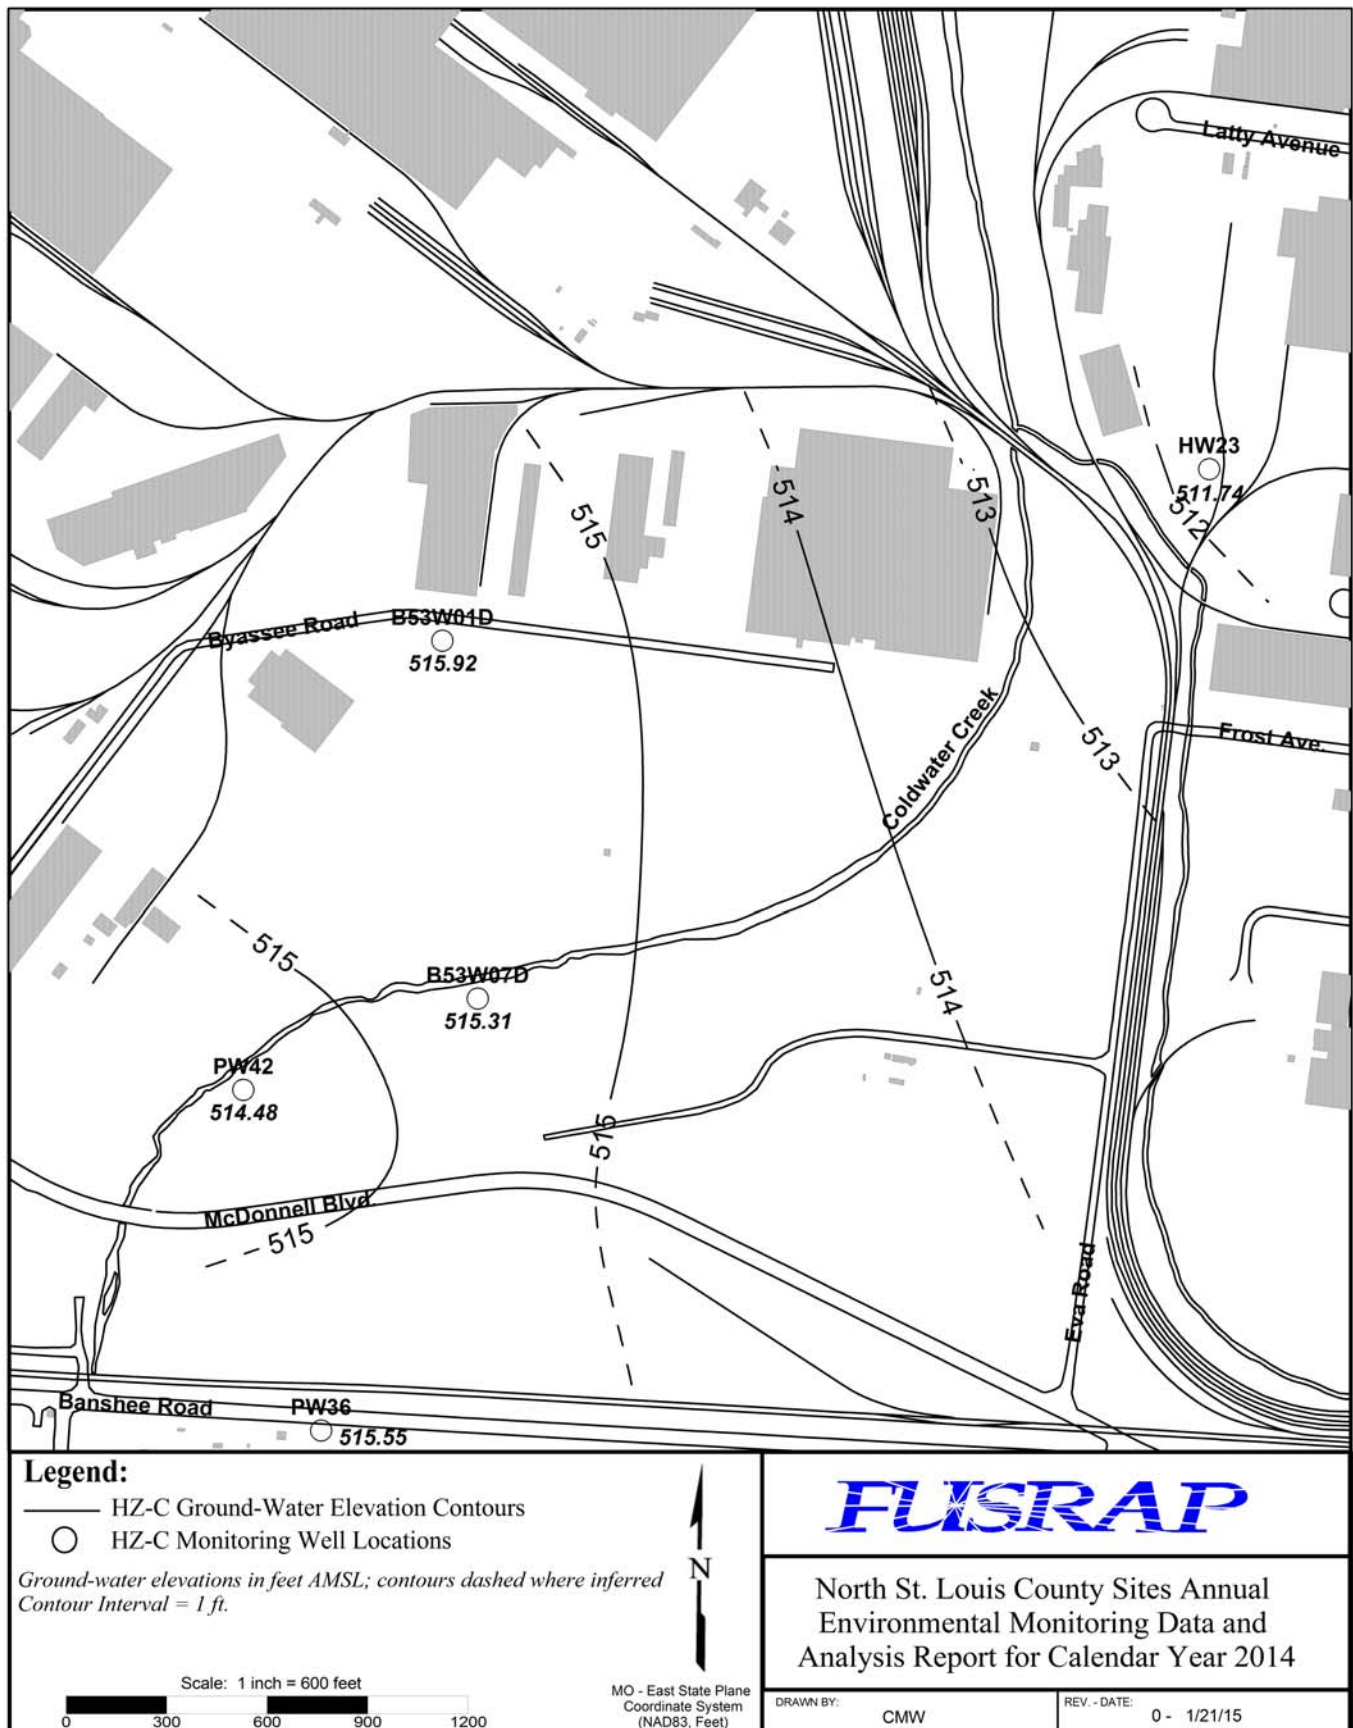 Latty Avenue
HW23
511.74
512
513
514
515
Byassee Road
B53W01D
515.92
Coldwater Creek
513
Frost Ave.
515
B53W07D
515.31
514
PW42
514.48
515
McDonnell Blvd.
515
Eva Road
Banshee Road
PW36
515.55
Legend:
HZ-C Ground-Water Elevation Contours
HZ-C Monitoring Well Locations
Ground-water elevations in feet AMSL; contours dashed where inferred
Contour Interval = 1 ft.
Scale: 1 inch = 600 feet
0 300 600 900 1200
N
MO - East State Plane
Coordinate System
(NAD83, Feet)
FUSRAP
North St. Louis County Sites Annual
Environmental Monitoring Data and
Analysis Report for Calendar Year 2014
DRAWN BY:
CMW
REV. - DATE:
0 - 1/21/15